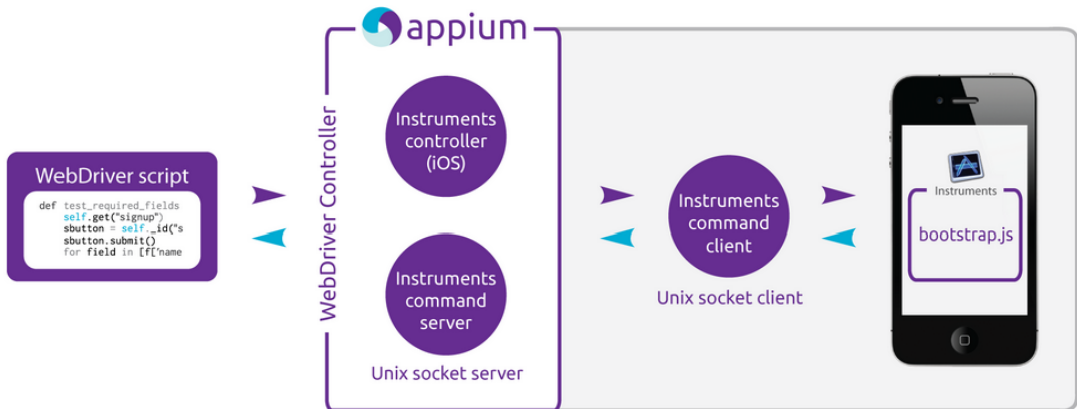 appium
WebDriver Controller
Instruments
controller
(iOS)
WebDriver script
def test_required_fields
self.get("signup")
sbutton = self._id("s
sbutton.submit()
for field in [f['name
Instruments
command
server
Unix socket server
Instruments
command
client
Unix socket client
Instruments
bootstrap.js